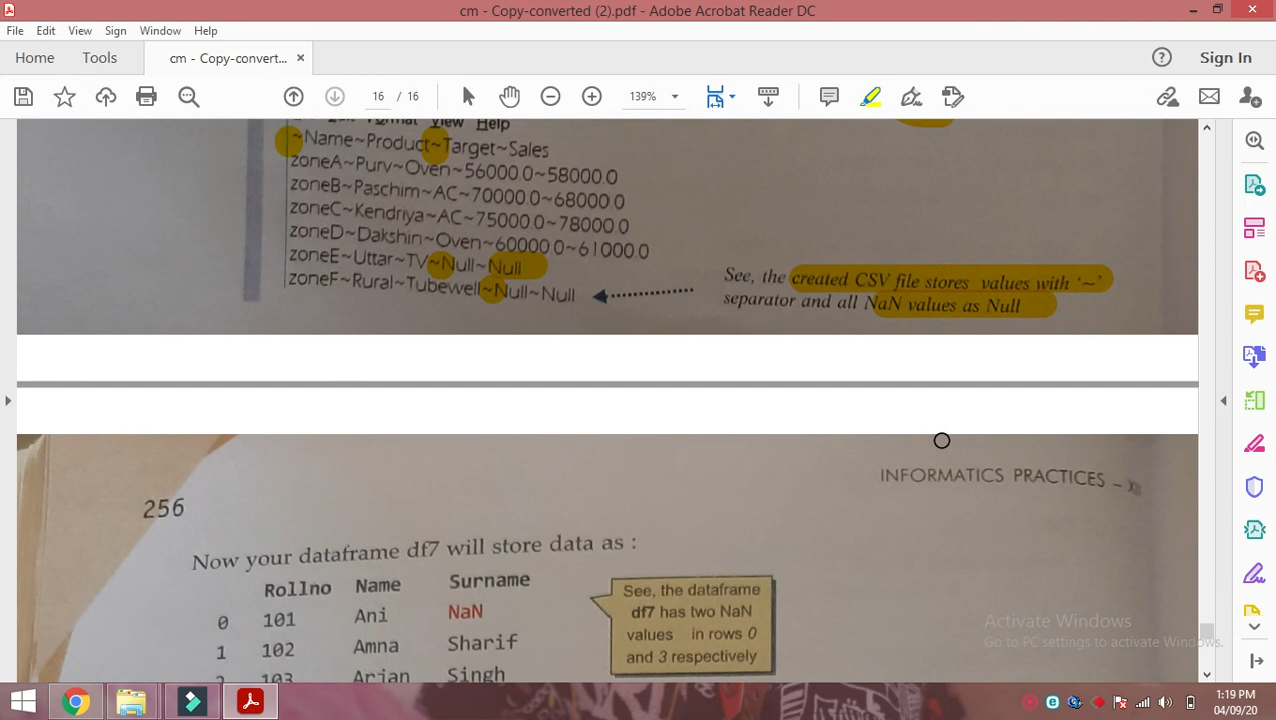 cm - Copy-converted (2).pdf - Adobe Acrobat Reader DC
File Edit View Sign Window Help
Home Tools cm - Copy-convert... Sign In
16 / 16 139%
Format View Help
~Name~Product~Target~Sales
zoneA~Purv~Oven~56000.0~58000.0
zoneB~Paschim~AC~70000.0~68000.0
zoneC~Kendriya~AC~75000.0~78000.0
zoneD~Dakshin~Oven~60000.0~61000.0
zoneE~Uttar~TV~Null~Null
zoneF~Rural~Tubewell~Null~Null
See, the created CSV file stores values with '~'
separator and all NaN values as Null
256
INFORMATICS PRACTICES –
Now your dataframe df7 will store data as :
Rollno Name Surname
0 101 Ani NaN
1 102 Amna Sharif
2 103 Arjan Singh
See, the dataframe
df7 has two NaN
values in rows 0
and 3 respectively
Activate Windows
Go to PC settings to activate Windows.
1:19 PM
04/09/20